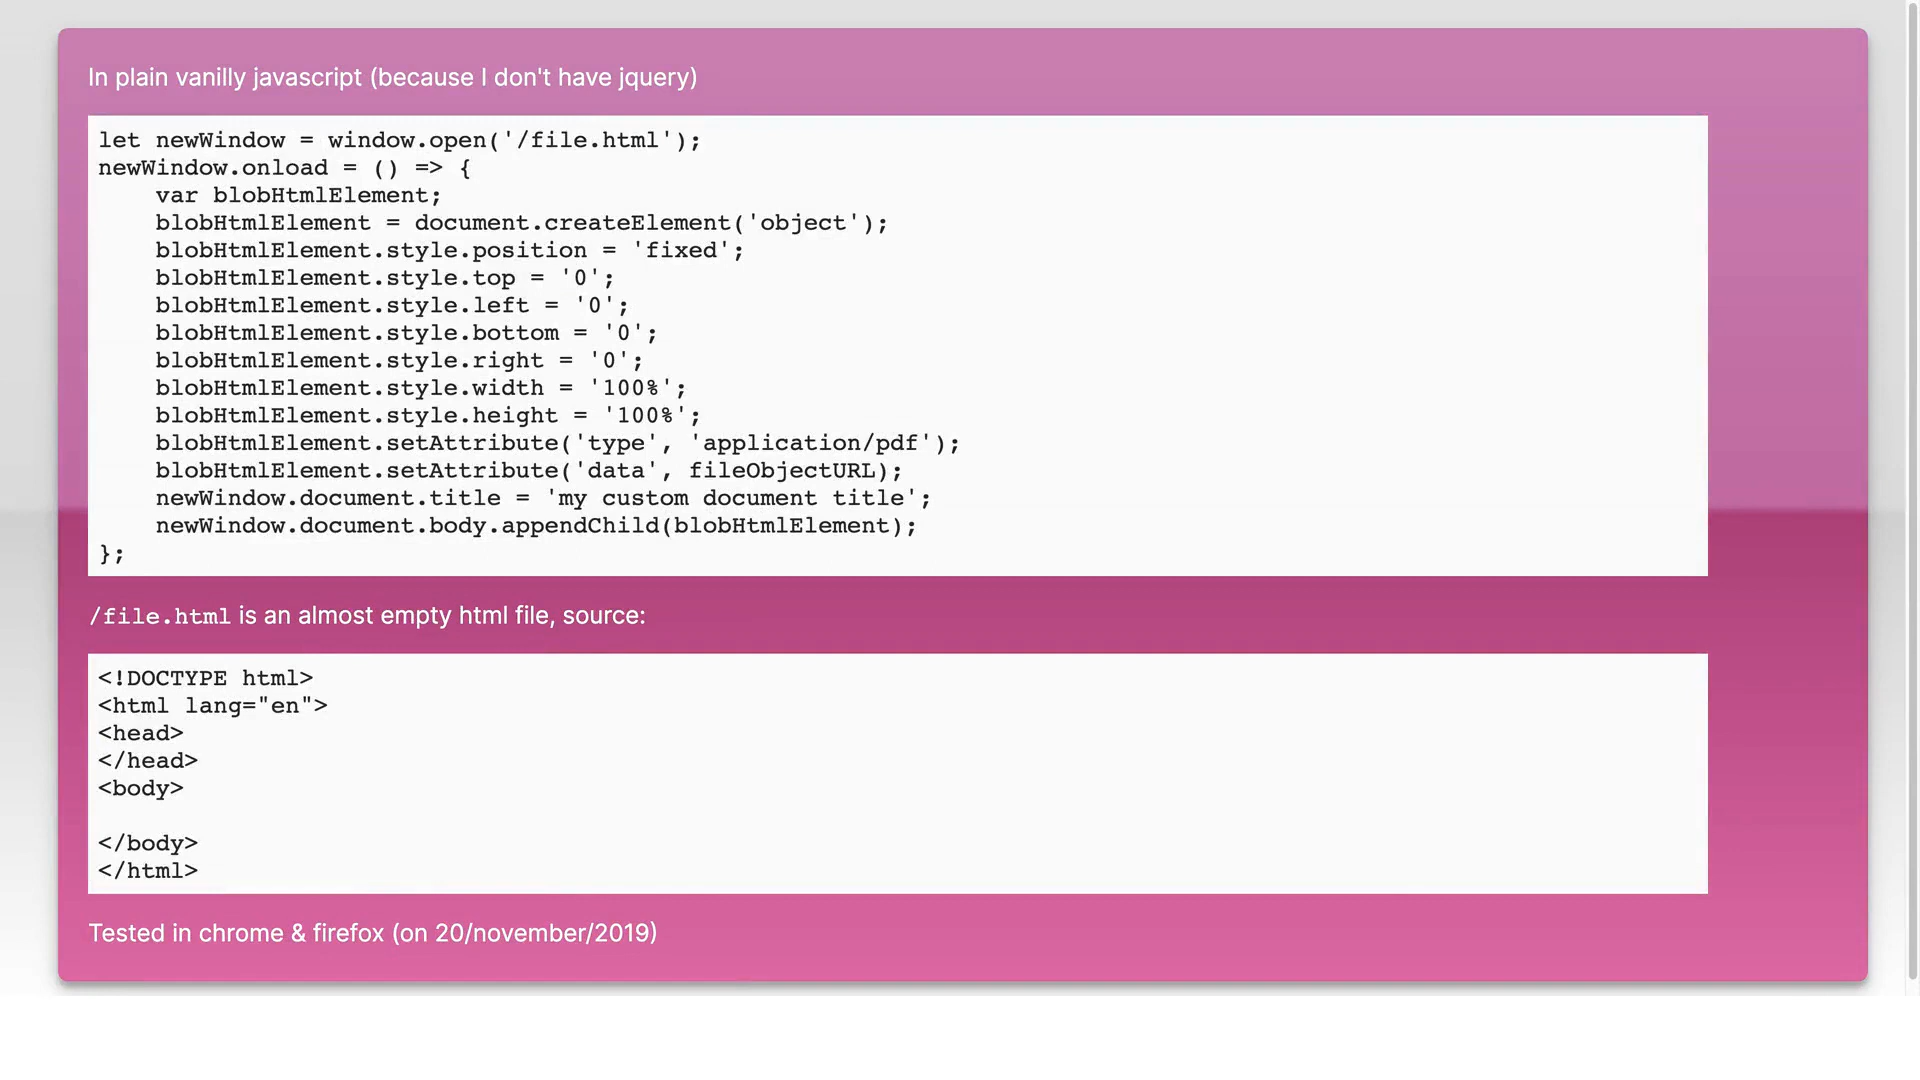 In plain vanilly javascript (because I don't have jquery)
let newWindow = window.open('/file.html');
newWindow.onload = () => {
    var blobHtmlElement;
    blobHtmlElement = document.createElement('object');
    blobHtmlElement.style.position = 'fixed';
    blobHtmlElement.style.top = '0';
    blobHtmlElement.style.left = '0';
    blobHtmlElement.style.bottom = '0';
    blobHtmlElement.style.right = '0';
    blobHtmlElement.style.width = '100%';
    blobHtmlElement.style.height = '100%';
    blobHtmlElement.setAttribute('type', 'application/pdf');
    blobHtmlElement.setAttribute('data', fileObjectURL);
    newWindow.document.title = 'my custom document title';
    newWindow.document.body.appendChild(blobHtmlElement);
};
/file.html is an almost empty html file, source:
<!DOCTYPE html>
<html lang="en">
<head>
</head>
<body>

</body>
</html>
Tested in chrome & firefox (on 20/november/2019)